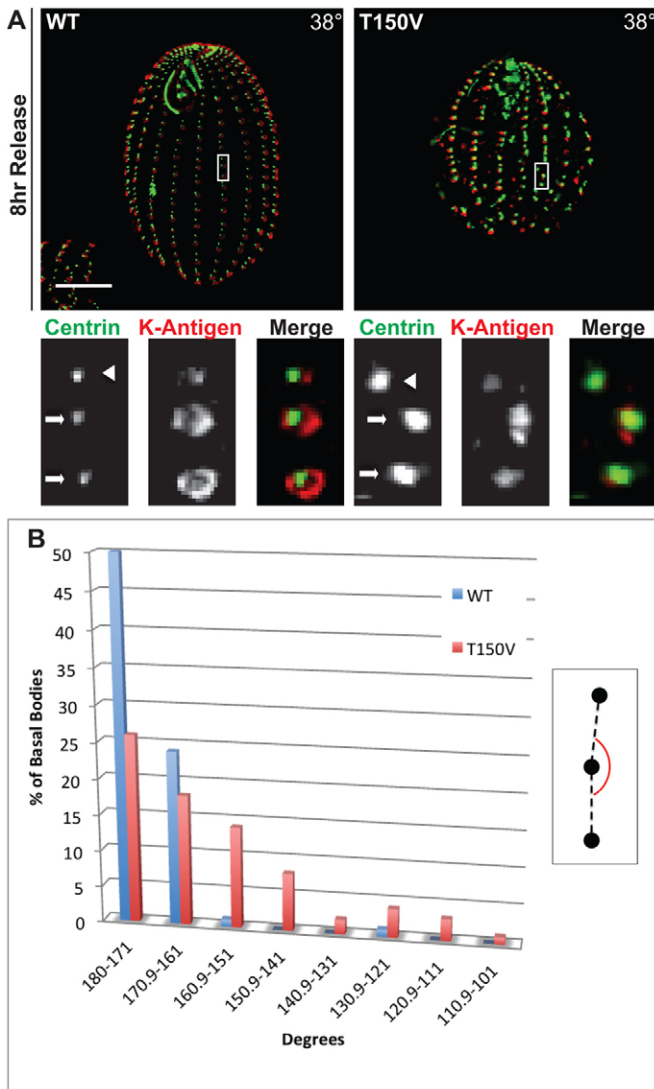 A
WT 38°
T150V 38°
8hr Release
Centrin K-Antigen Merge
Centrin K-Antigen Merge
B
50
45
40
35
30
25
20
15
10
5
0
% of Basal Bodies
WT
T150V
180-171
170.9-161
160.9-151
150.9-141
140.9-131
130.9-121
120.9-111
110.9-101
Degrees